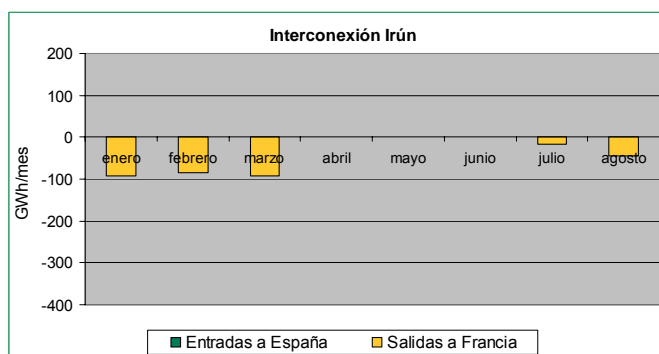 Interconexión Irún
GWh/mes
200
100
0
-100
-200
-300
-400
enero febrero marzo abril mayo junio julio agosto
Entradas a España Salidas a Francia